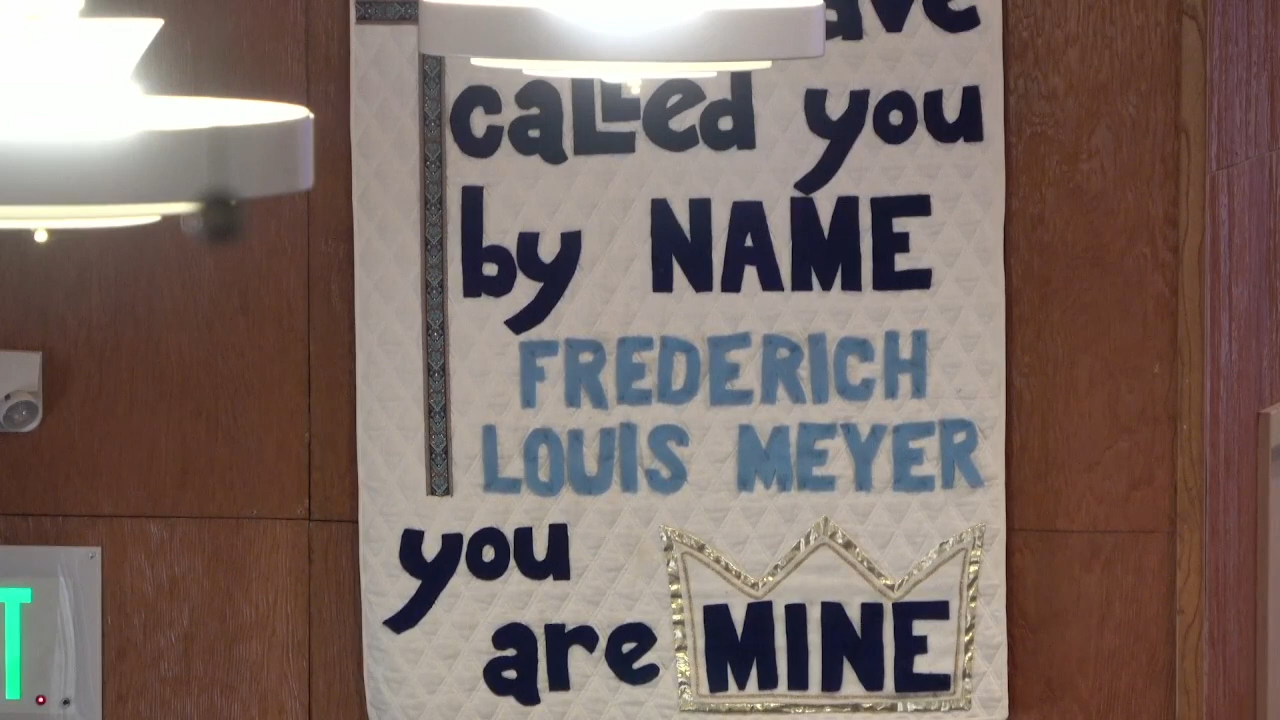 called you
by NAME
FREDERICH
LOUIS MEYER
you
are MINE
T